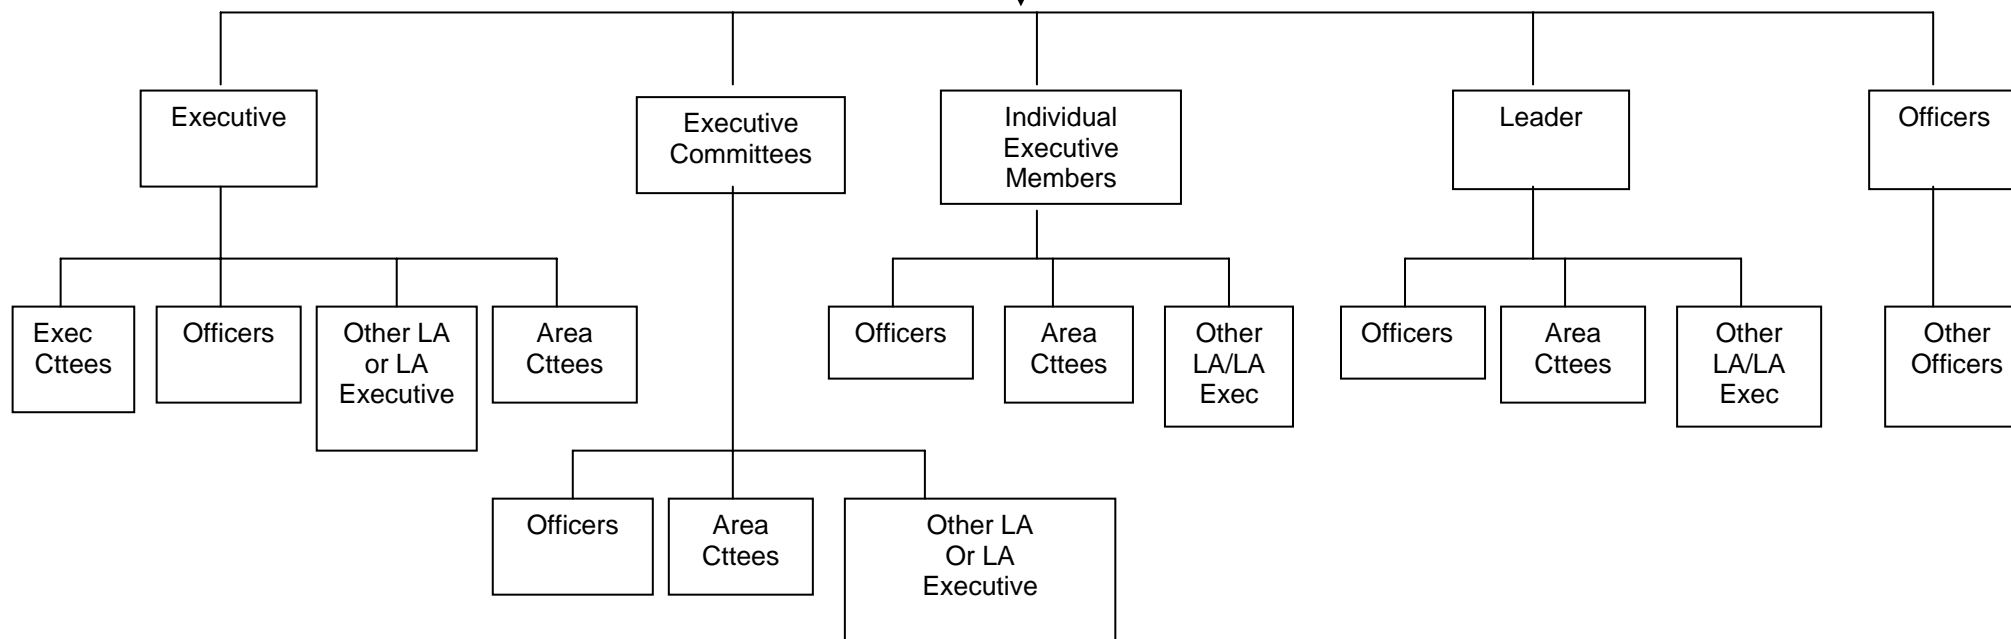 Executive
Executive
Committees
Individual
Executive
Members
Leader
Officers
Exec
Cttees
Officers
Other LA
or LA
Executive
Area
Cttees
Officers
Area
Cttees
Other
LA/LA
Exec
Officers
Area
Cttees
Other
LA/LA
Exec
Other
Officers
Officers
Area
Cttees
Other LA
Or LA
Executive